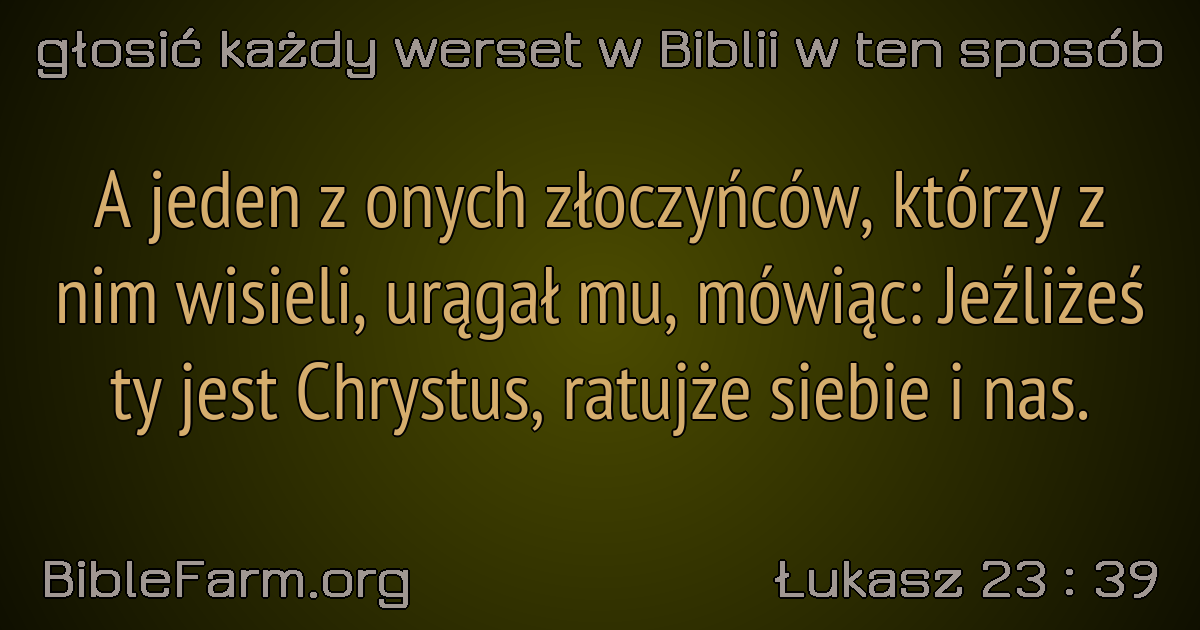 głosić każdy werset w Biblii w ten sposób
A jeden z onych złoczyńców, którzy z
nim wisieli, urągał mu, mówiąc: Jeźliżeś
ty jest Chrystus, ratujże siebie i nas.
BibleFarm.org
Łukasz 23 : 39